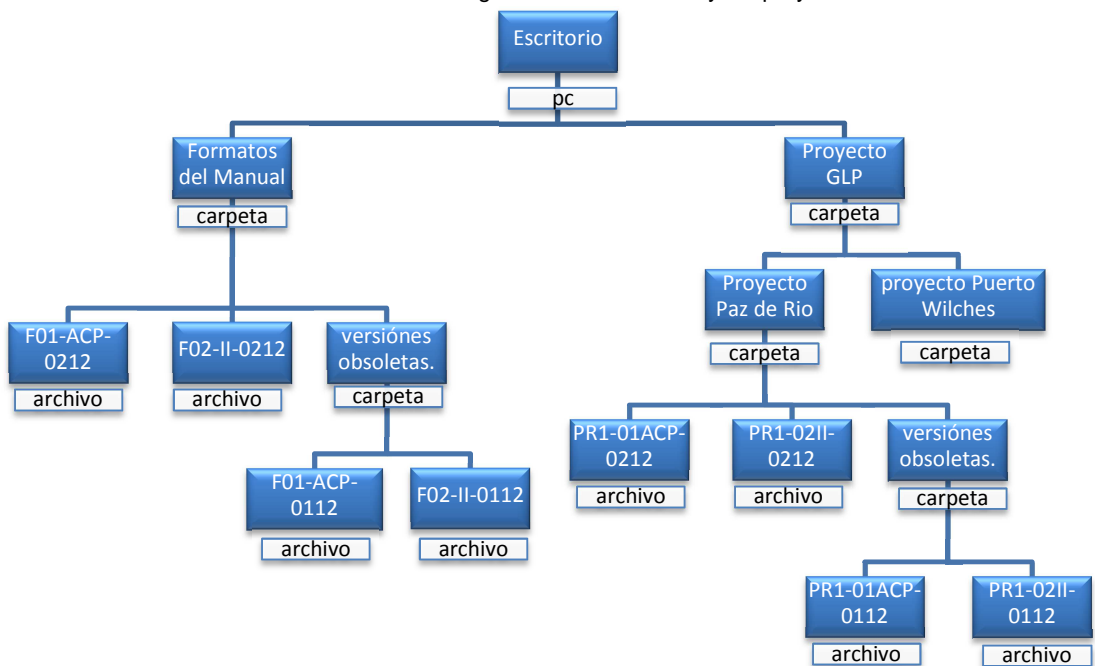 Escritorio
pc
Formatos
del Manual
carpeta
Proyecto
GLP
carpeta
Proyecto
Paz de Rio
carpeta
proyecto Puerto
Wilches
carpeta
F01-ACP-
0212
archivo
F02-II-0212
archivo
versiónes
obsoletas.
carpeta
F01-ACP-
0112
archivo
F02-II-0112
archivo
PR1-01ACP-
0212
archivo
PR1-02II-
0212
archivo
versiónes
obsoletas.
carpeta
PR1-01ACP-
0112
archivo
PR1-02II-
0112
archivo